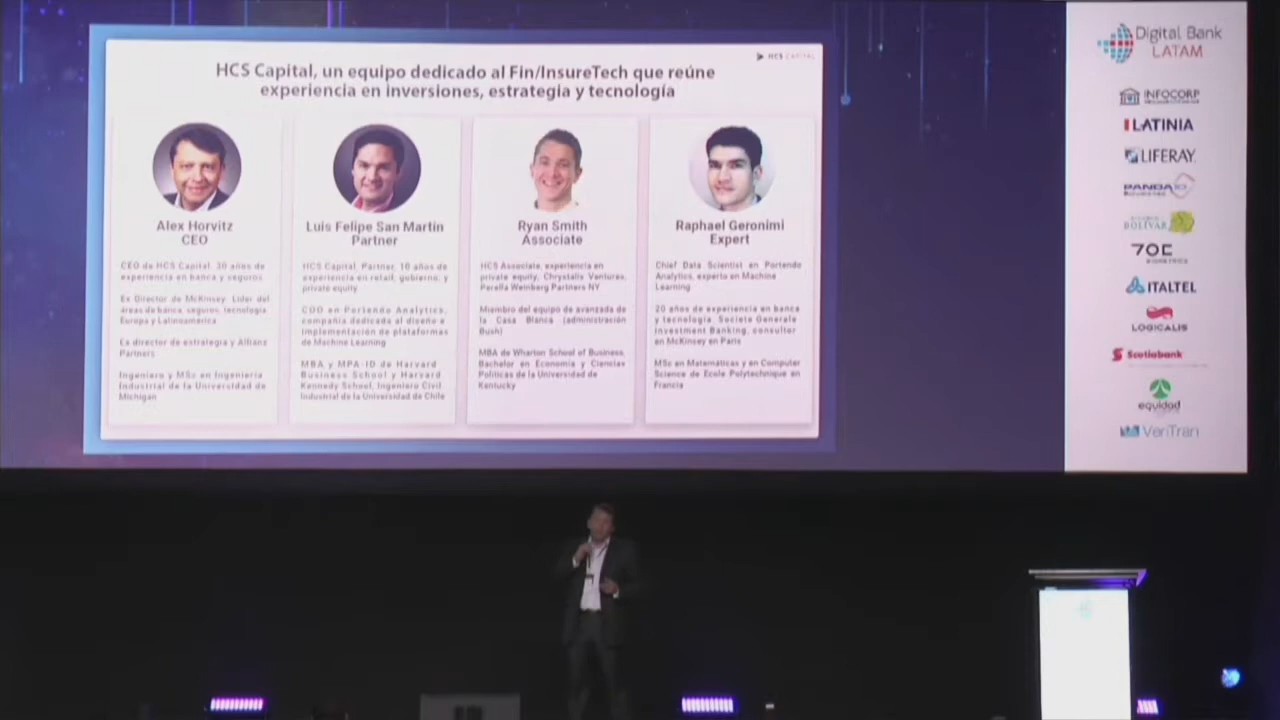 HCS CAPITAL
HCS Capital, un equipo dedicado al Fin/InsureTech que reúne
experiencia en inversiones, estrategia y tecnología
Alex Horvitz
CEO
CEO de HCS Capital. 30 años de
experiencia en banca y seguros
Ex Director de McKinsey. Líder del
áreas de banca, seguros, tecnología
Europa y Latinoamerica
Ex director de estrategia y Allianz
Partners
Ingeniero y MSc en Ingeniería
Industrial de la Universidad de
Michigan
Luis Felipe San Martin
Partner
HCS Capital Partner, 10 años de
experiencia en retail, gobierno, y
private equity
COO en Portendo Analytics,
compañía dedicada al diseño e
implementación de plataformas
de Machine Learning
MBA y MPA-ID de Harvard
Business School y Harvard
Kennedy School, Ingeniero Civil
Industrial de la Universidad de Chile
Ryan Smith
Associate
HCS Associate, experiencia en
private equity, Chrystalis Ventures,
Perella Weinberg Partners NY
Miembro del equipo de avanzada de
la Casa Blanca (administración
Bush)
MBA de Wharton School of Business,
Bachelor en Economía y Ciencias
Políticas de la Universidad de
Kentucky
Raphael Geronimi
Expert
Chief Data Scientist en Portendo
Analytics, experto en Machine
Learning
20 años de experiencia en banca
y tecnología. Societe Generale
Investment Banking, consultor
en McKinsey en Paris
MSc en Matemáticas y en Computer
Science de Ecole Polytechnique en
Francia
Digital Bank
LATAM
INFOCORP
LATINIA
LIFERAY
PANDAID
BOLÍVAR
7OC
BIOMETRICS
ITALTEL
LOGICALIS
Scotiabank
equidad
VeriTran